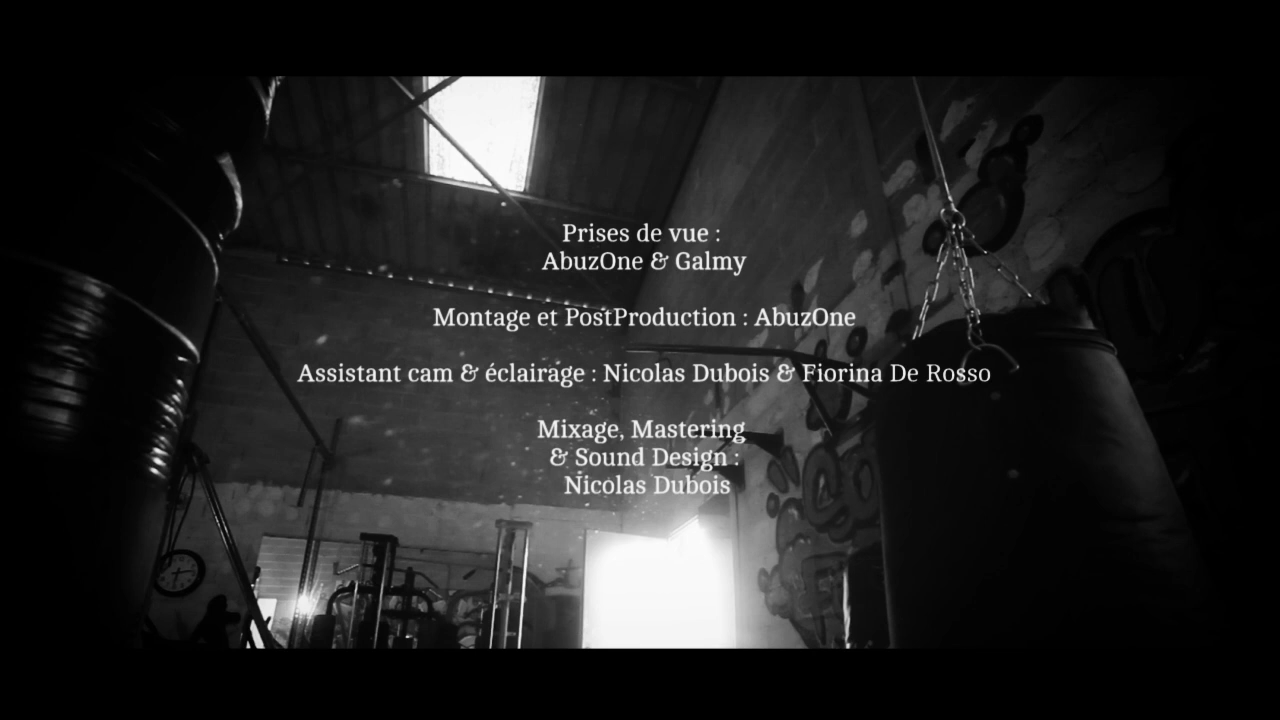 Prises de vue :
AbuzOne & Galmy
Montage et PostProduction : AbuzOne
Assistant cam & éclairage : Nicolas Dubois & Fiorina De Rosso
Mixage, Mastering
& Sound Design :
Nicolas Dubois